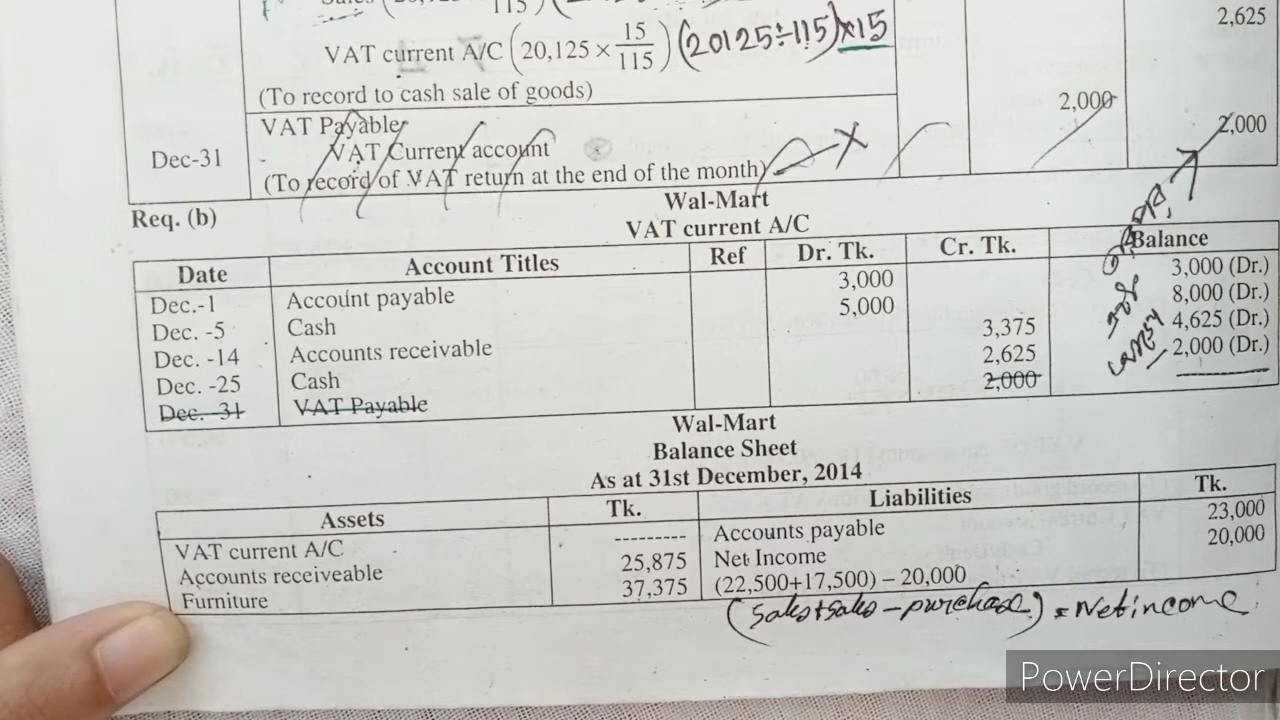 115
VAT current A/C (20,125 × 15/115) (20125÷115)×15 2,625
(To record to cash sale of goods)
Dec-31 VAT Payable 2,000
VAT Current account 2,000
(To record of VAT return at the end of the month)
Req. (b)
Wal-Mart
VAT current A/C
Date Account Titles Ref Dr. Tk. Cr. Tk. Balance
Dec.-1 Account payable 3,000 3,000 (Dr.)
Dec. -5 Cash 5,000 8,000 (Dr.)
Dec. -14 Accounts receivable 3,375 4,625 (Dr.)
Dec. -25 Cash 2,625 2,000 (Dr.)
Dec. -31 VAT Payable 2,000
Wal-Mart
Balance Sheet
As at 31st December, 2014
Assets Tk. Liabilities Tk.
VAT current A/C --------- Accounts payable 23,000
Accounts receiveable 25,875 Net Income 20,000
Furniture 37,375 (22,500+17,500) – 20,000
(Sales+sales – purchase) = Net income
PowerDirector